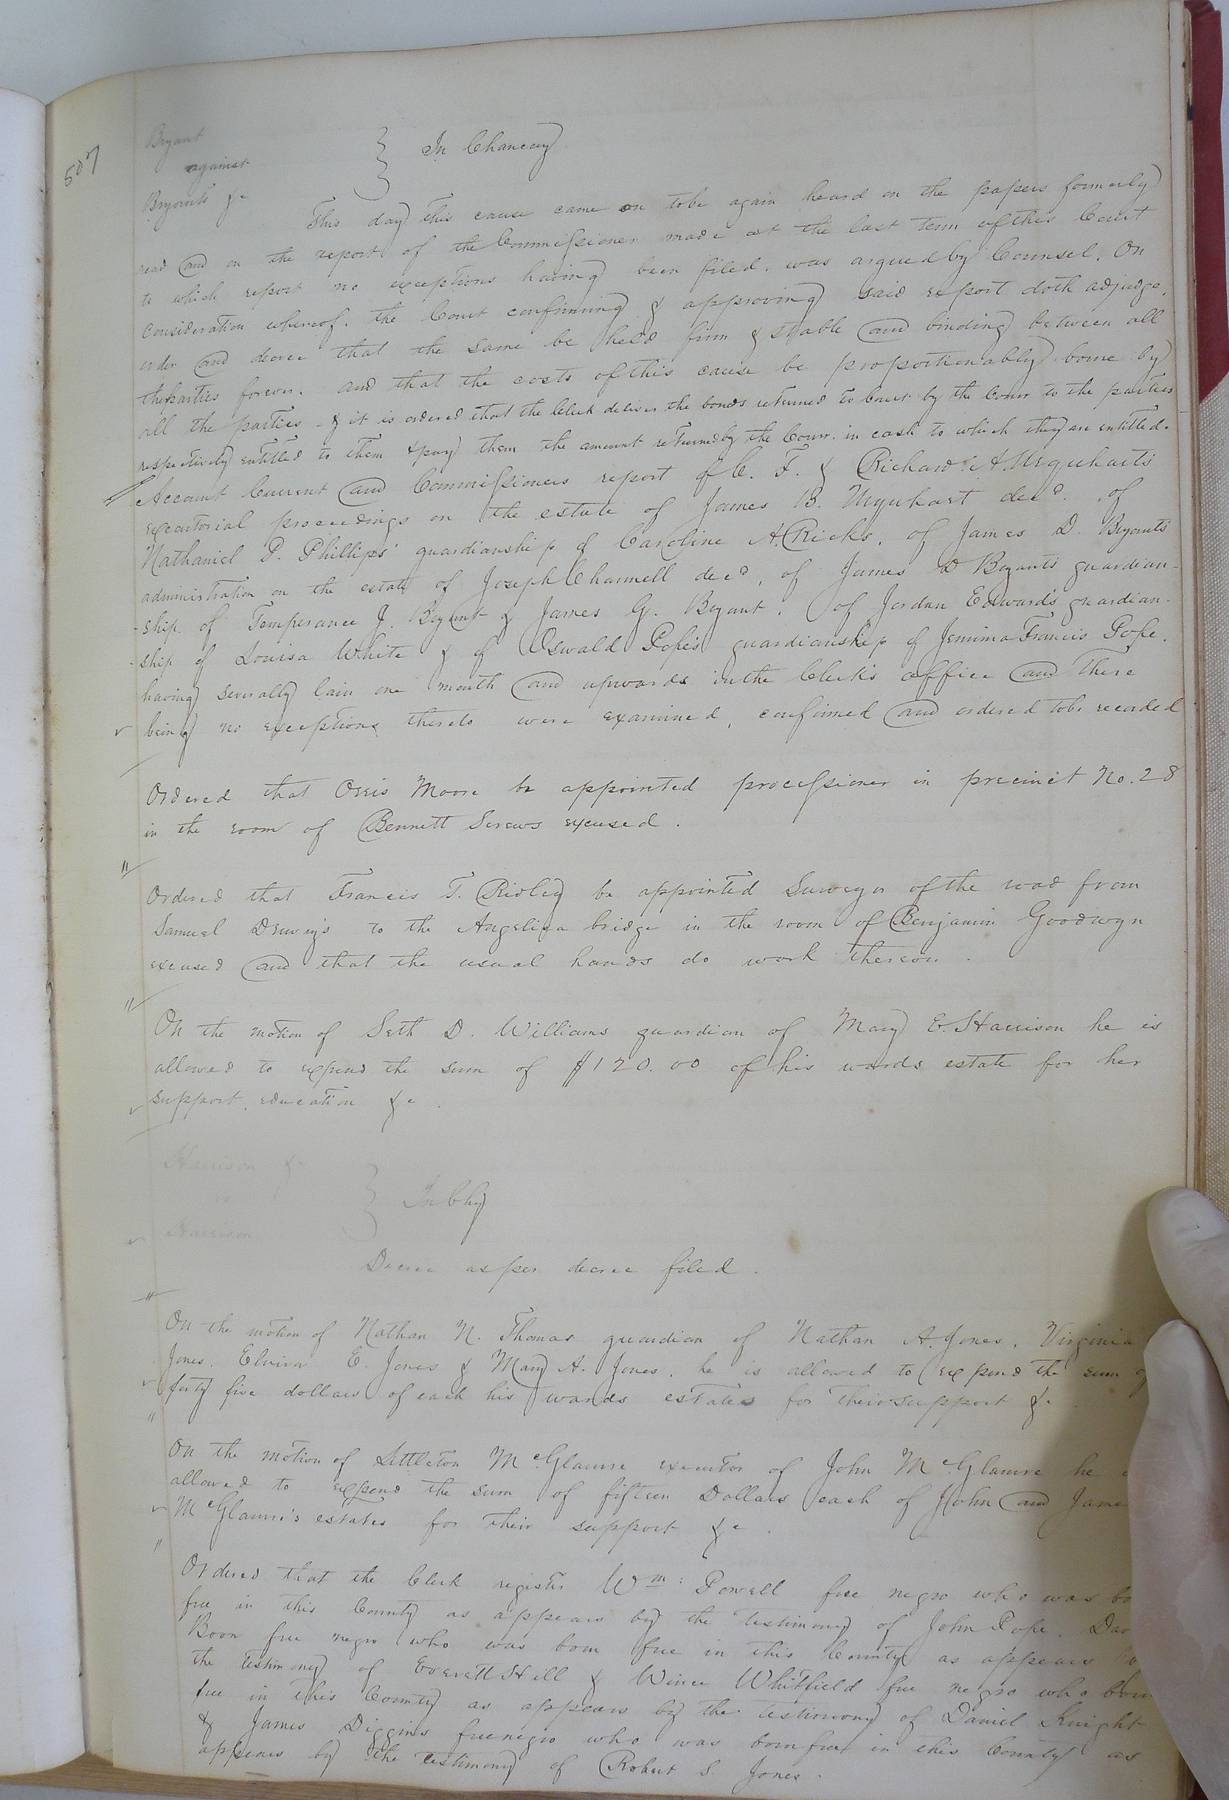 507
Bryant
against
Bryants &c
In Chancery
This day this cause came on to be again heard on the papers formerly
read and on the report of the Commissioner made at the last term of this Court
to which report no exceptions having been filed. was argued by Counsel. On
consideration whereof. the Court confirming & approving said report doth adjudge,
order and decree that the same be held firm & stable and binding between all
the parties forever. and that the costs of this cause be proportionably borne by
all the parties - & it is ordered that the Clerk deliver the bonds returned to Court by the Comr to the parties
respectively entitled to them & pay them the amount returned by the Comr. in cash to which they are entitled.
Account Current and Commissioners report of C. F. & Richard A. Urquharts
executorial proceedings on the estate of James B. Urquhart decd. of
Nathaniel P. Phillips' guardianship of Caroline A. Ricks, of James D. Bryants
administration on the estate of Joseph Channell decd, of James D Bryants guardian-
-ship of Temperance J. Bryant & James G. Bryant. of Jordan Edwards guardian-
-ship of Louisa White & of Oswald Pope's guardianship of Jemima Francis Pope.
having severally lain one month and upwards in the Clerk's office and there
being no exceptions thereto were examined, confirmed and ordered to be recorded
Ordered that Orris Moore be appointed processioner in precinct No. 28
in the room of Bennett Screws excused.
Ordered that Francis T. Ridley be appointed Surveyor of the road from
Samuel Drewry's to the Angelica bridge in the room of Benjamin Goodwyn
excused and that the usual hands do work thereon.
On the motion of Seth D. Williams guardian of Mary E. Harrison he is
allowed to expend the sum of $120.00 of his wards estate for her
support, education &c.
Harrison &c
vs
Harrison
In Chy
Decree as per decree filed.
On the motion of Nathan N. Thomas guardian of Nathan A. Jones, Virginia
Jones, Elvira E. Jones & Mary A. Jones, he is allowed to expend the sum of
forty five dollars of each his wards estates for their support &c
On the motion of Littleton McGlaurie executor of John McGlaurie he
allowed to expend the sum of fifteen Dollars each of John and Jame
McGlauri's estates for their support &c.
Ordered that the Clerk register Wm: Powell free negro who was bo
free in this County as appears by the testimony of John Pope. Dav
Boon free negro who was born free in this County as appears by
the testimony of Everett Hill & Wince Whitfield free negro who born
free in this County as appears by the testimony of Daniel Knight
& James Diggins free negro who was born free in this County as
appears by the testimony of Robert S. Jones.